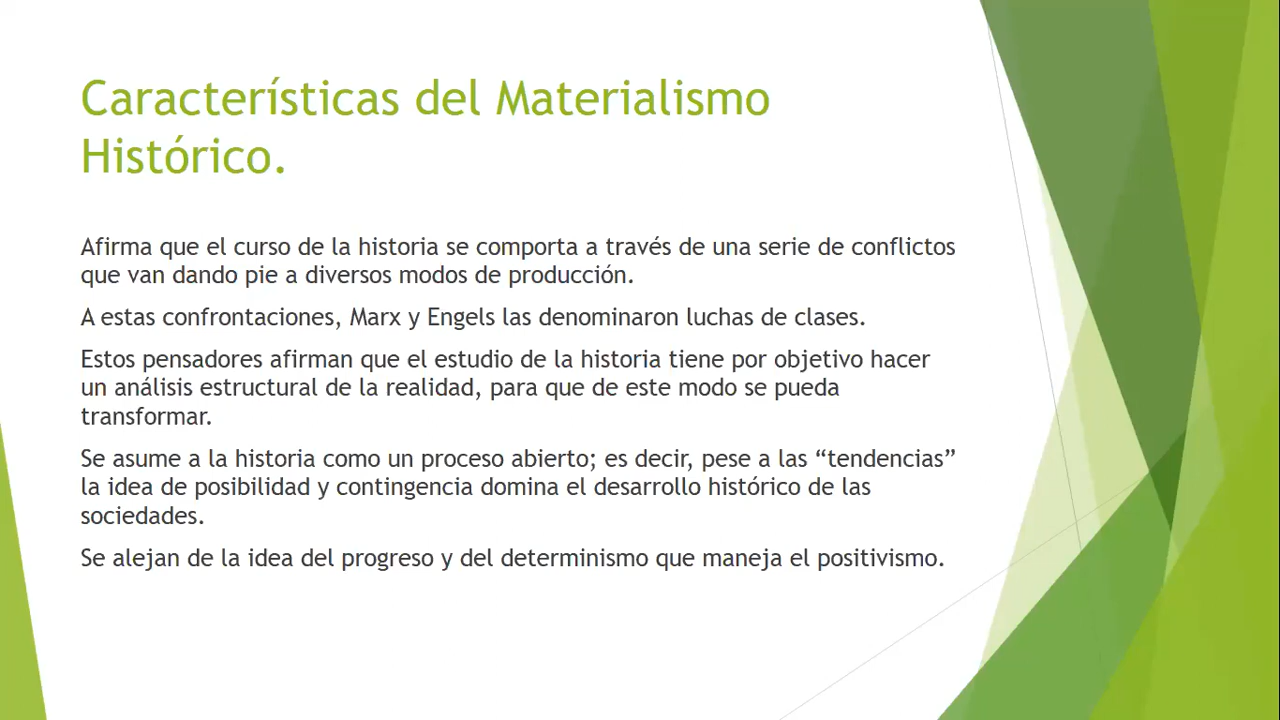 Características del Materialismo
Histórico.
Afirma que el curso de la historia se comporta a través de una serie de conflictos
que van dando pie a diversos modos de producción.
A estas confrontaciones, Marx y Engels las denominaron luchas de clases.
Estos pensadores afirman que el estudio de la historia tiene por objetivo hacer
un análisis estructural de la realidad, para que de este modo se pueda
transformar.
Se asume a la historia como un proceso abierto; es decir, pese a las “tendencias”
la idea de posibilidad y contingencia domina el desarrollo histórico de las
sociedades.
Se alejan de la idea del progreso y del determinismo que maneja el positivismo.